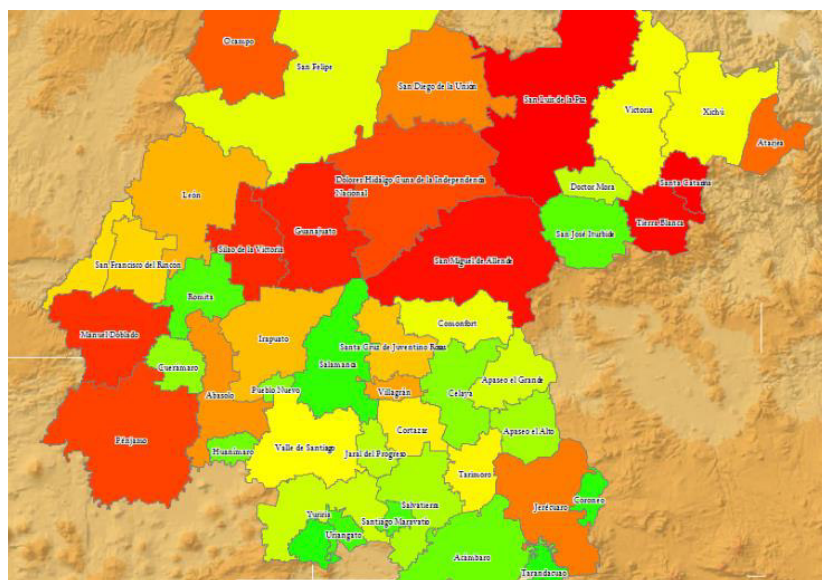 Ocampo
San Felipe
San Diego de la Unión
San Luis de la Paz
Victoria
Xichú
Atarjea
León
Dolores Hidalgo Cuna de la Independencia
Nacional
Doctor Mora
Santa Catarina
Guanajuato
Tierra Blanca
San José Iturbide
Silao de la Victoria
San Miguel de Allende
San Francisco del Rincón
Romita
Manuel Doblado
Irapuato
Comonfort
Santa Cruz de Juventino Rosas
Cuerámaro
Salamanca
Apaseo el Grande
Abasolo
Pueblo Nuevo
Villagrán
Celaya
Pénjamo
Cortazar
Apaseo el Alto
Huanímaro
Valle de Santiago
Jaral del Progreso
Tarimoro
Coroneo
Salvatierra
Jerécuaro
Yuriria
Santiago Maravatío
Uriangato
Acámbaro
Tarandacuao